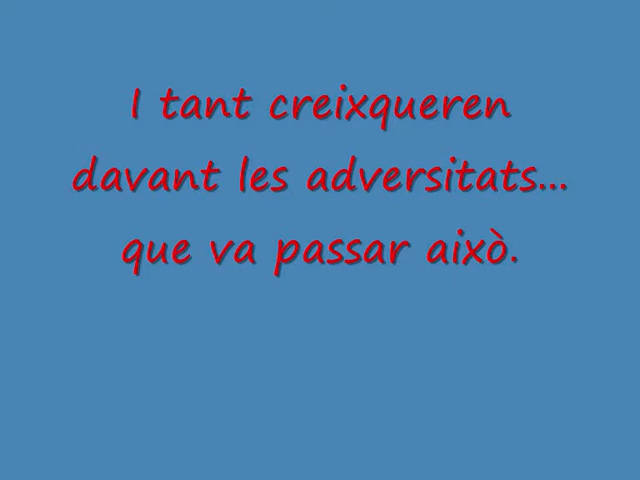 I tant creixqueren
davant les adversitats...
que va passar això.